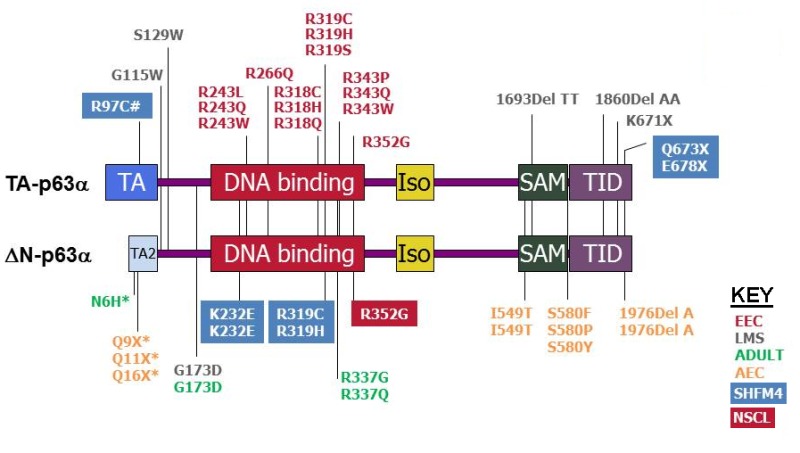 R319C
R319H
R319S
S129W
G115W
R266Q
R243L
R243Q
R243W
R318C
R318H
R318Q
R343P
R343Q
R343W
R352G
R97C#
1693Del TT
1860Del AA
K671X
Q673X
E678X
TA-p63α
TA
DNA binding
Iso
SAM
TID
ΔN-p63α
TA2
DNA binding
Iso
SAM
TID
N6H*
Q9X*
Q11X*
Q16X*
G173D
G173D
K232E
K232E
R319C
R319H
R352G
R337G
R337Q
I549T
I549T
S580F
S580P
S580Y
1976Del A
1976Del A
KEY
EEC
LMS
ADULT
AEC
SHFM4
NSCL